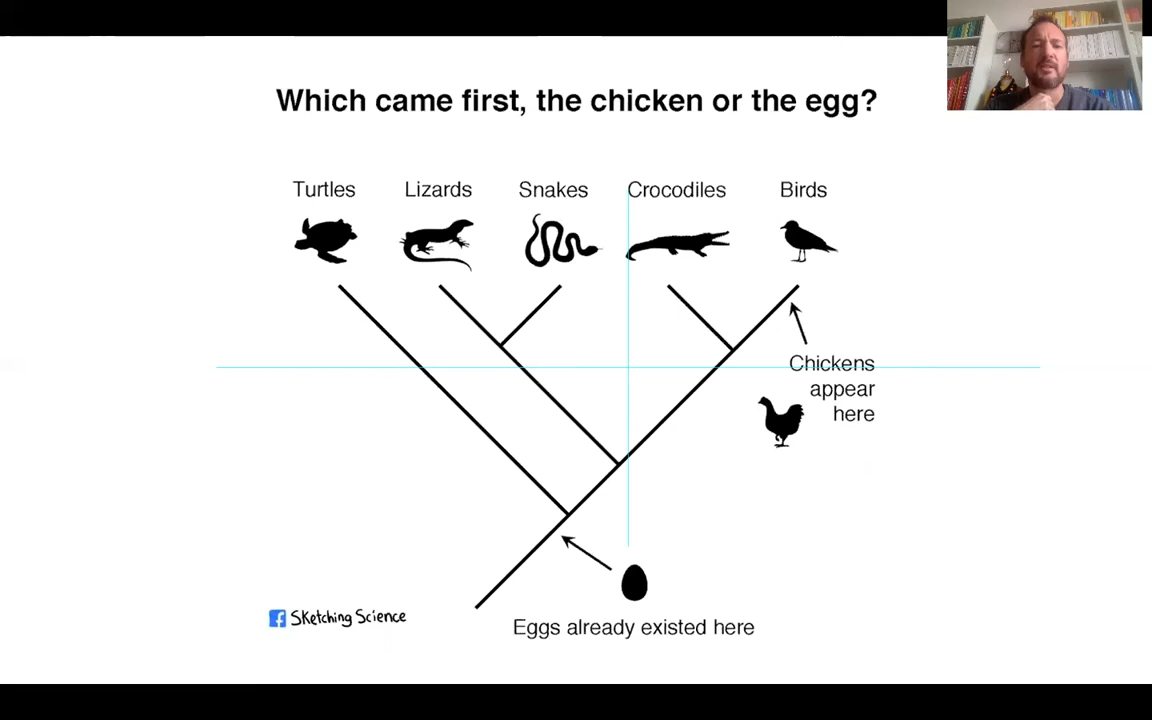 Which came first, the chicken or the egg?
Turtles Lizards Snakes Crocodiles Birds
Chickens
appear
here
Sketching Science
Eggs already existed here